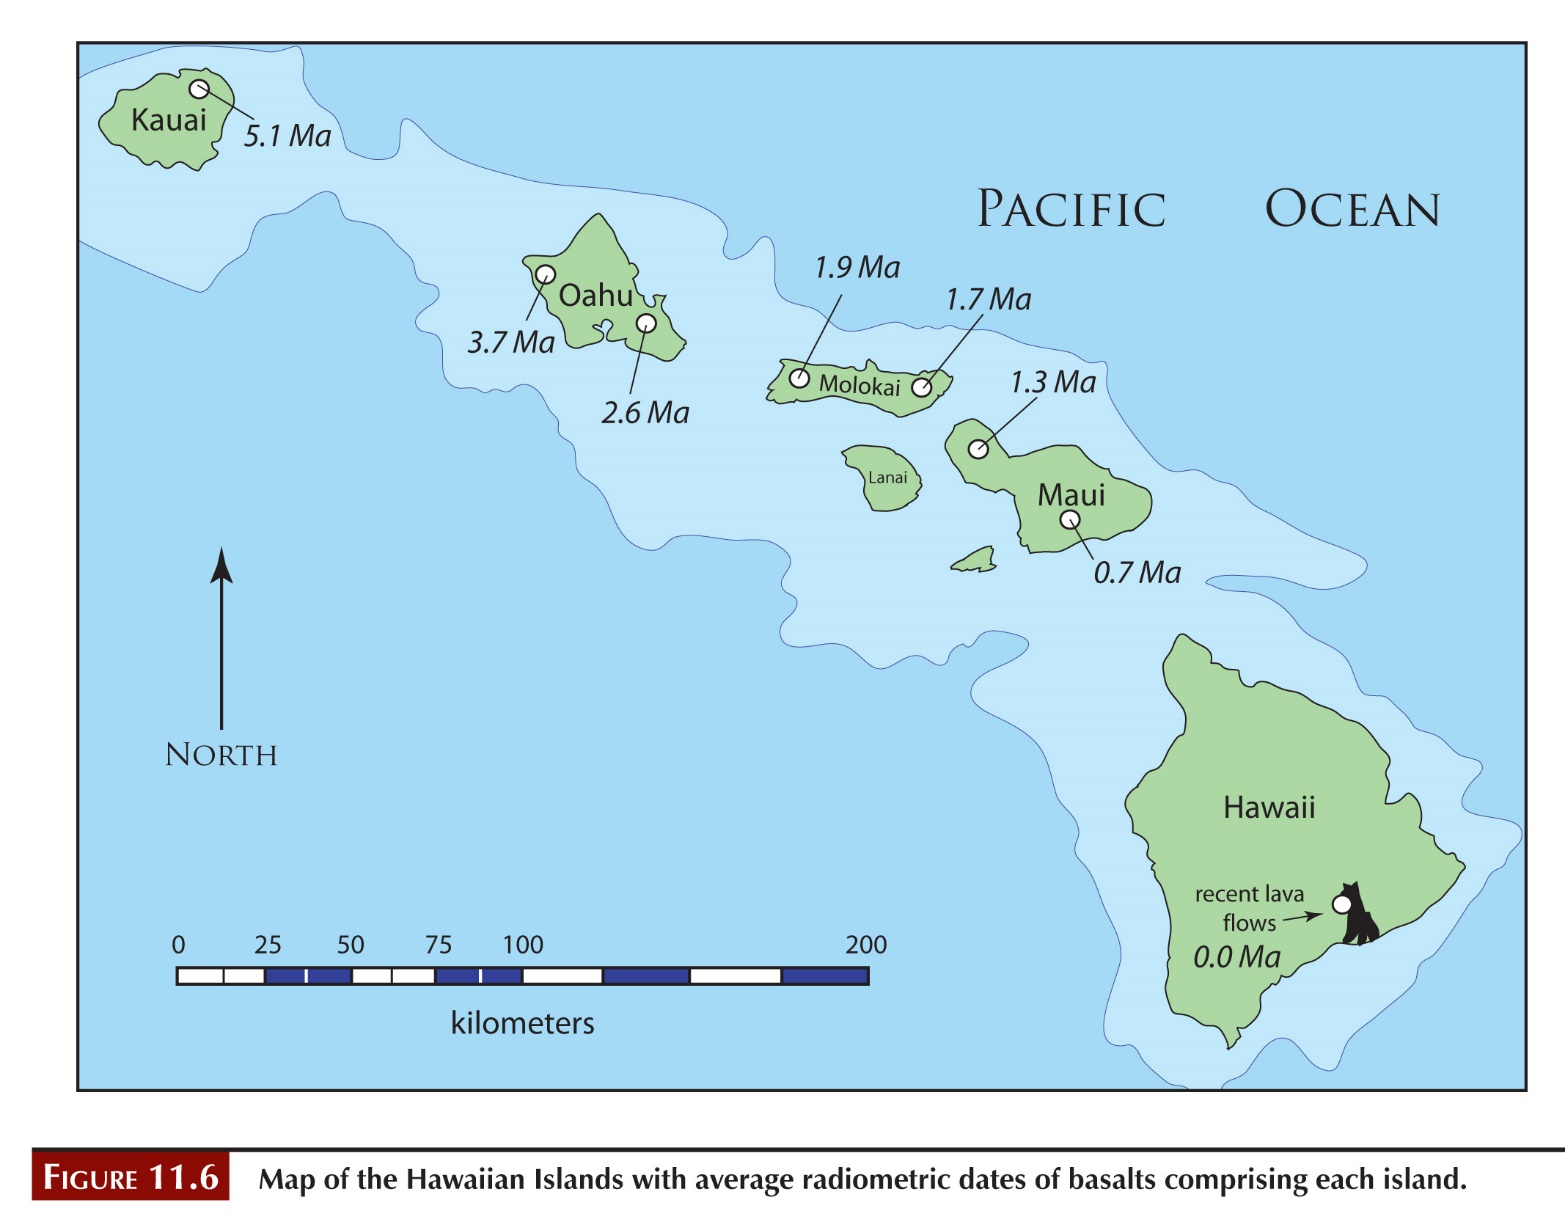 Kauai
5.1 Ma
PACIFIC OCEAN
1.9 Ma
1.7 Ma
Oahu
3.7 Ma
2.6 Ma
Molokai
1.3 Ma
Lanai
Maui
0.7 Ma
NORTH
Hawaii
recent lava
flows
0.0 Ma
0 25 50 75 100 200
kilometers
FIGURE 11.6 Map of the Hawaiian Islands with average radiometric dates of basalts comprising each island.